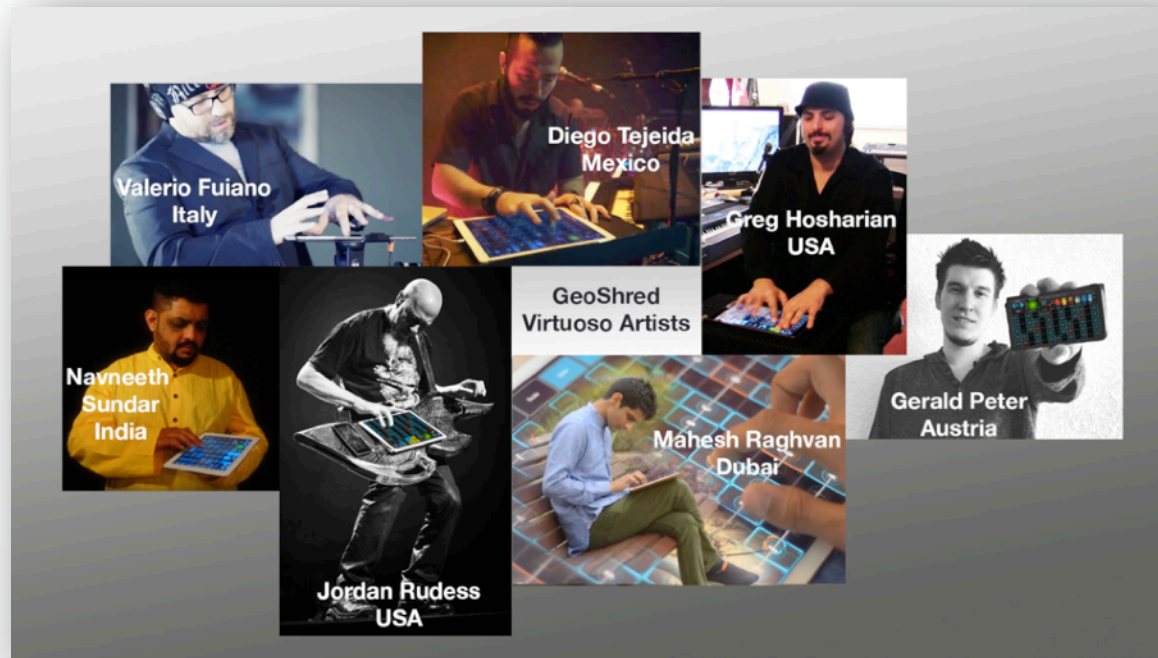 Valerio Fuiano
Italy
Diego Tejeida
Mexico
Greg Hosharian
USA
Navneeth
Sundar
India
Jordan Rudess
USA
GeoShred
Virtuoso Artists
Mahesh Raghvan
Dubai
Gerald Peter
Austria